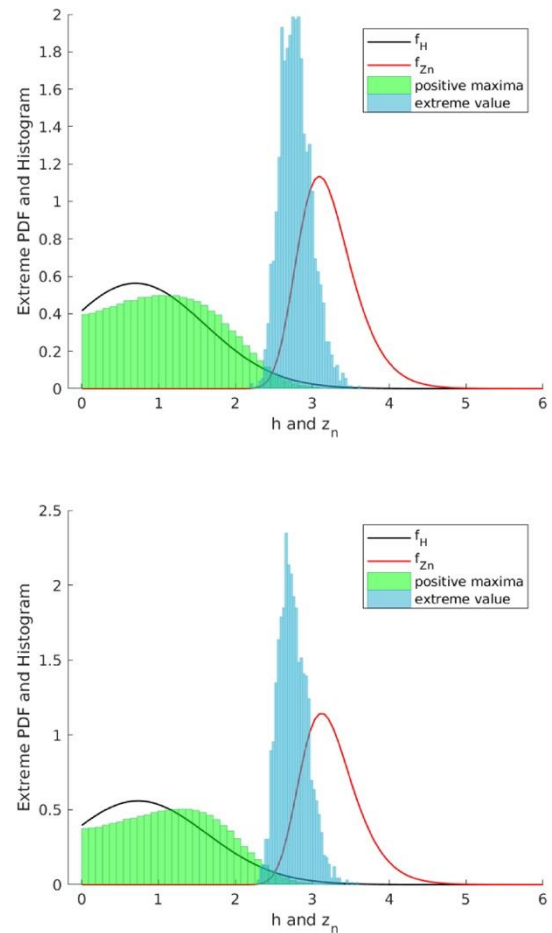 2
1.8
1.6
1.4
1.2
1
0.8
0.6
0.4
0.2
0
Extreme PDF and Histogram
f_H
f_Zn
positive maxima
extreme value
0 1 2 3 4 5 6
h and z_n
2.5
2
1.5
1
0.5
0
Extreme PDF and Histogram
f_H
f_Zn
positive maxima
extreme value
0 1 2 3 4 5 6
h and z_n